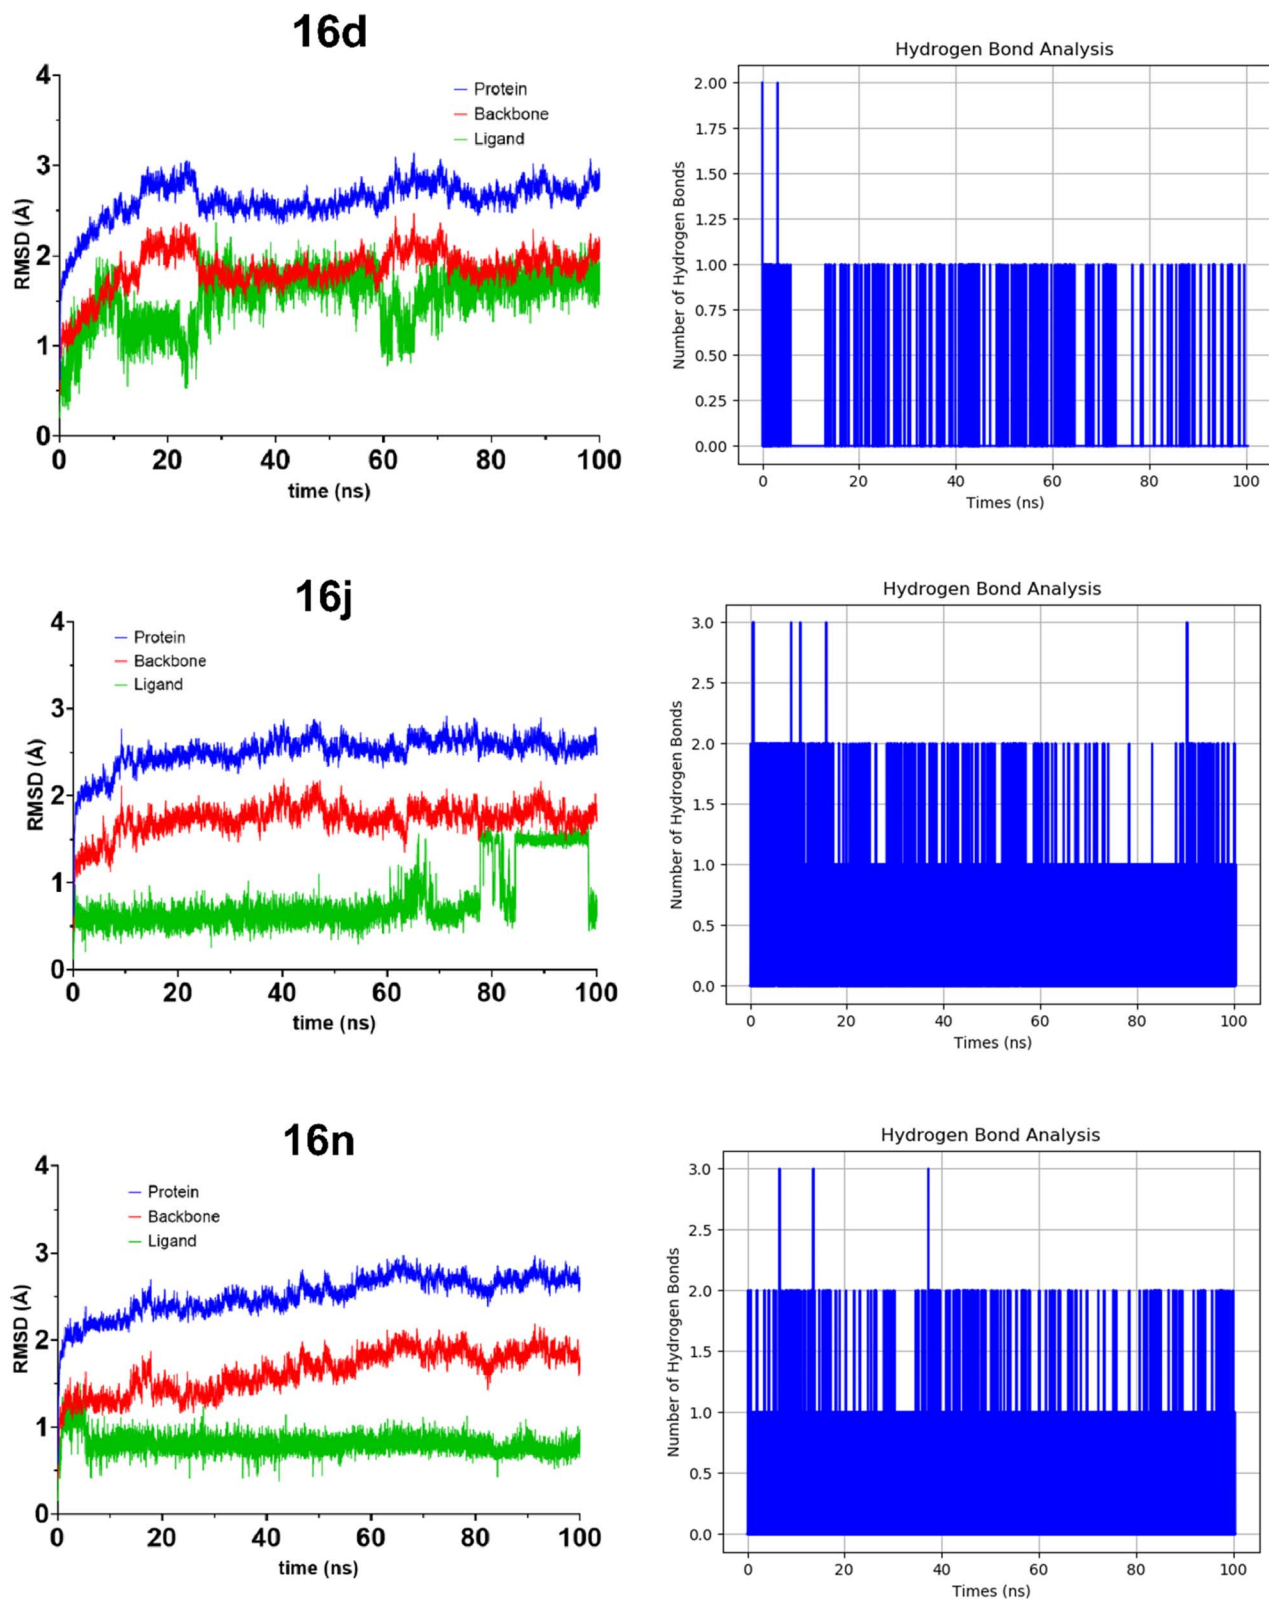 16d
RMSD (Å)
4
3
2
1
0
Protein
Backbone
Ligand
0 20 40 60 80 100
time (ns)
Hydrogen Bond Analysis
Number of Hydrogen Bonds
2.00
1.75
1.50
1.25
1.00
0.75
0.50
0.25
0.00
0 20 40 60 80 100
Times (ns)
16j
RMSD (Å)
4
3
2
1
0
Protein
Backbone
Ligand
0 20 40 60 80 100
time (ns)
Hydrogen Bond Analysis
Number of Hydrogen Bonds
3.0
2.5
2.0
1.5
1.0
0.5
0.0
0 20 40 60 80 100
Times (ns)
16n
RMSD (Å)
4
3
2
1
0
Protein
Backbone
Ligand
0 20 40 60 80 100
time (ns)
Hydrogen Bond Analysis
Number of Hydrogen Bonds
3.0
2.5
2.0
1.5
1.0
0.5
0.0
0 20 40 60 80 100
Times (ns)